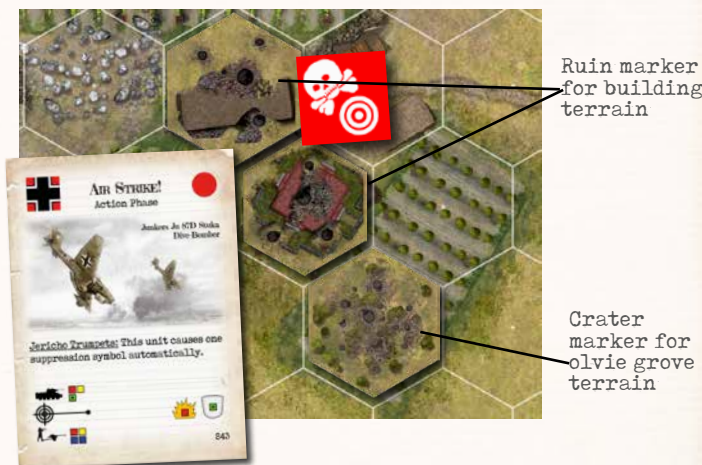 Ruin marker
for building
terrain
AIR STRIKE!
Action Phase
Junkers Ju 87D Stuka
Dive Bomber
Jericho Trumpets: This unit causes one
suppression symbol automatically.
243
Crater
marker for
olvie grove
terrain